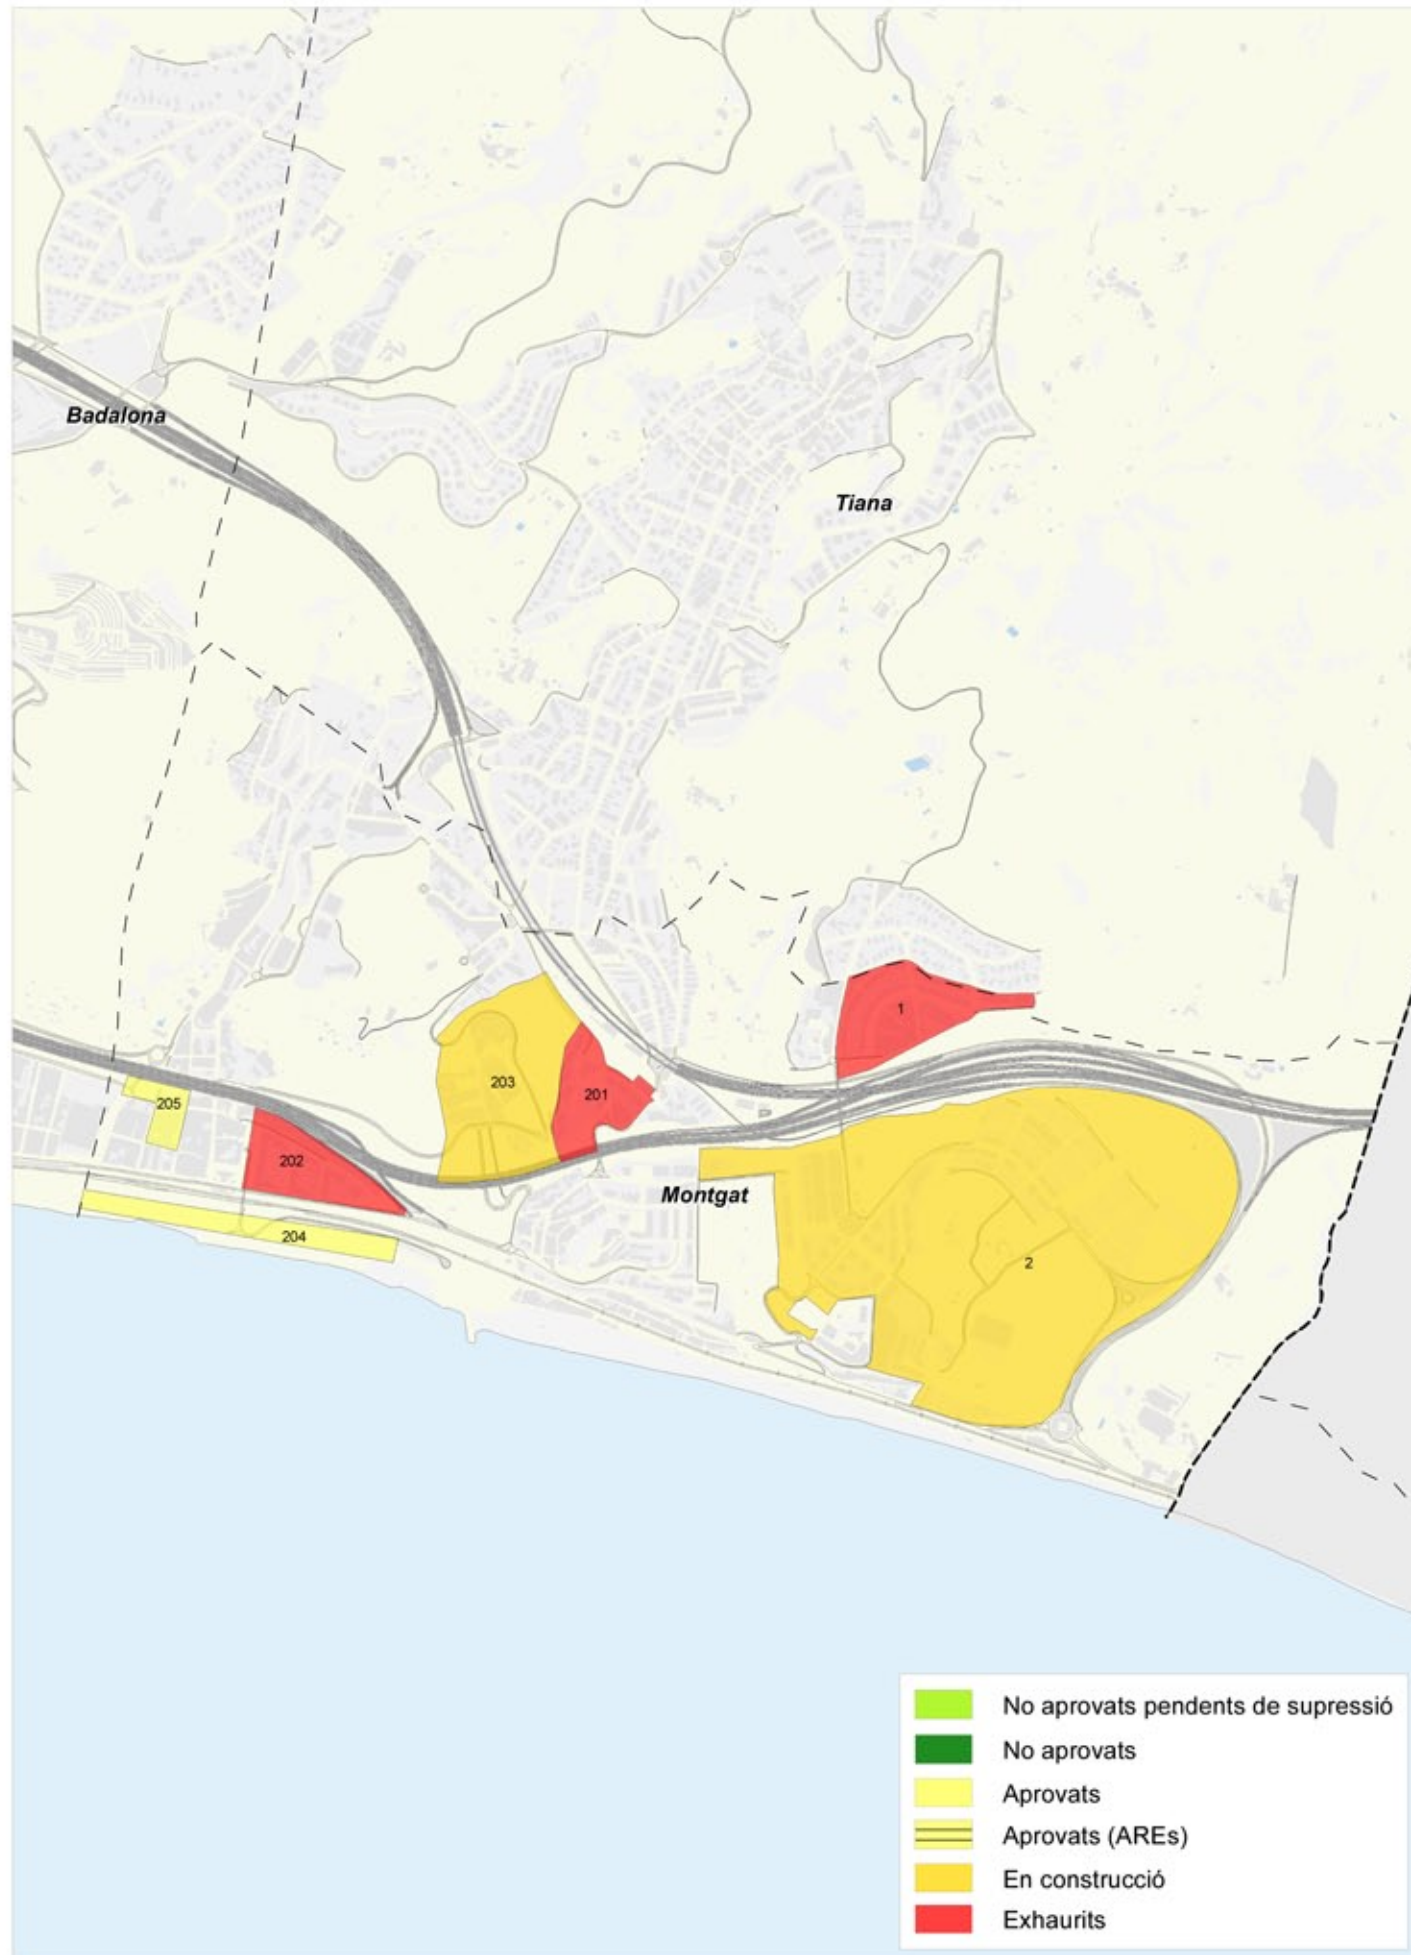 Badalona
Tiana
1
203
201
205
202
Montgat
204
2
No aprovats pendents de supressió
No aprovats
Aprovats
Aprovats (AREs)
En construcció
Exhaurits